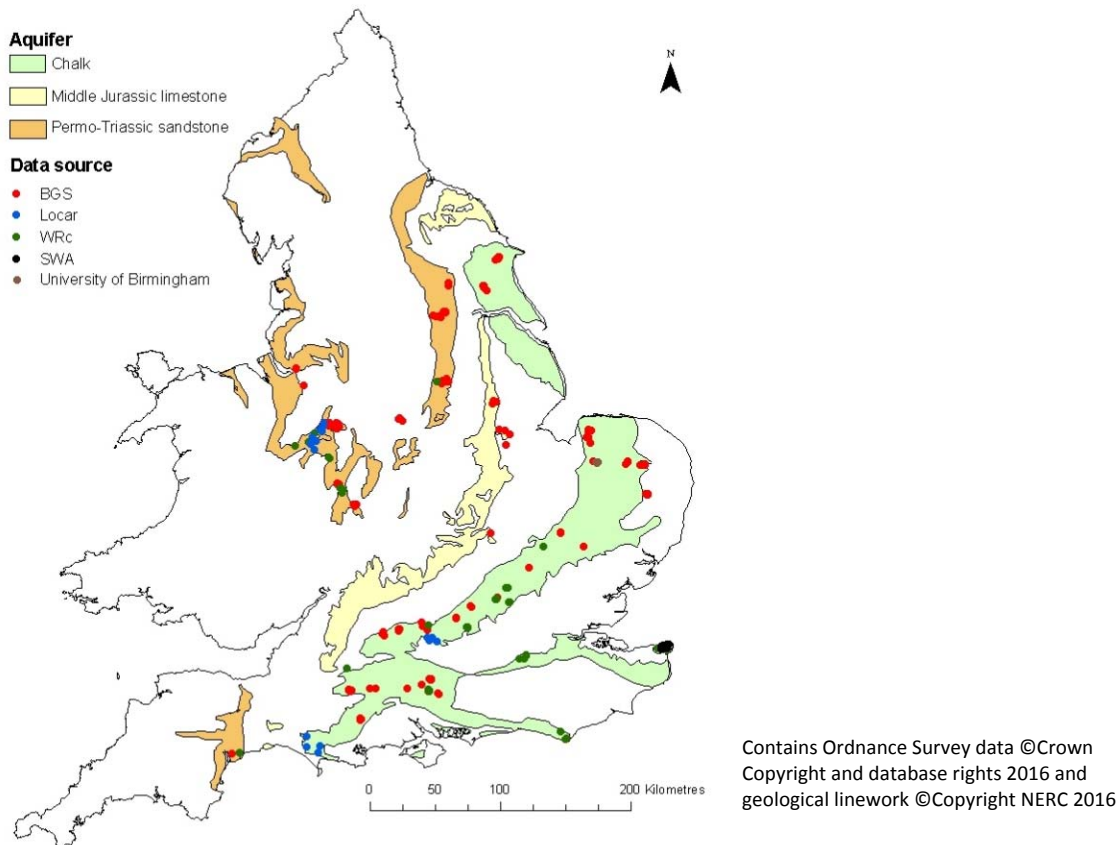 Aquifer
Chalk
Middle Jurassic limestone
Permo-Triassic sandstone
Data source
BGS
Locar
WRc
SWA
University of Birmingham
N
0 50 100 200 Kilometres
Contains Ordnance Survey data ©Crown
Copyright and database rights 2016 and
geological linework ©Copyright NERC 2016